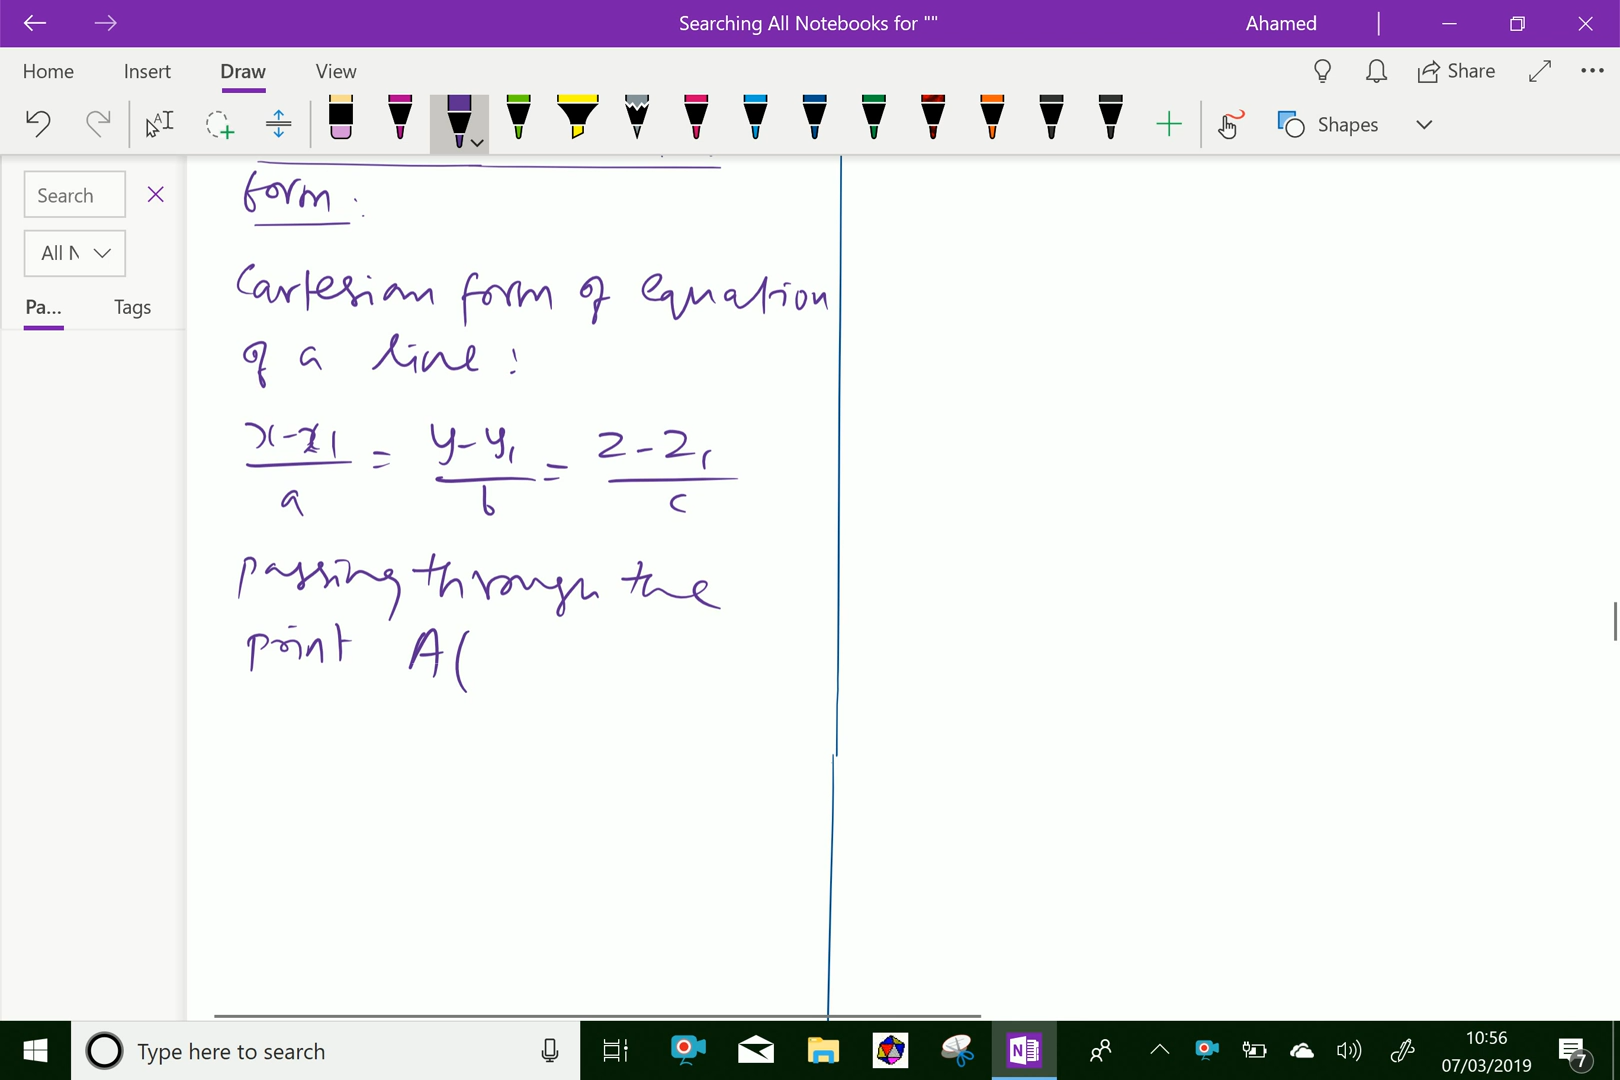 Searching All Notebooks for ""
Ahamed
Home Insert Draw View
Share
Shapes
Search
All N
Pa... Tags
form:
Cartesian form of equation
of a line:
x-x1/a = y-y1/b = z-z1/c
passing through the
point A(
Type here to search
10:56
07/03/2019
7